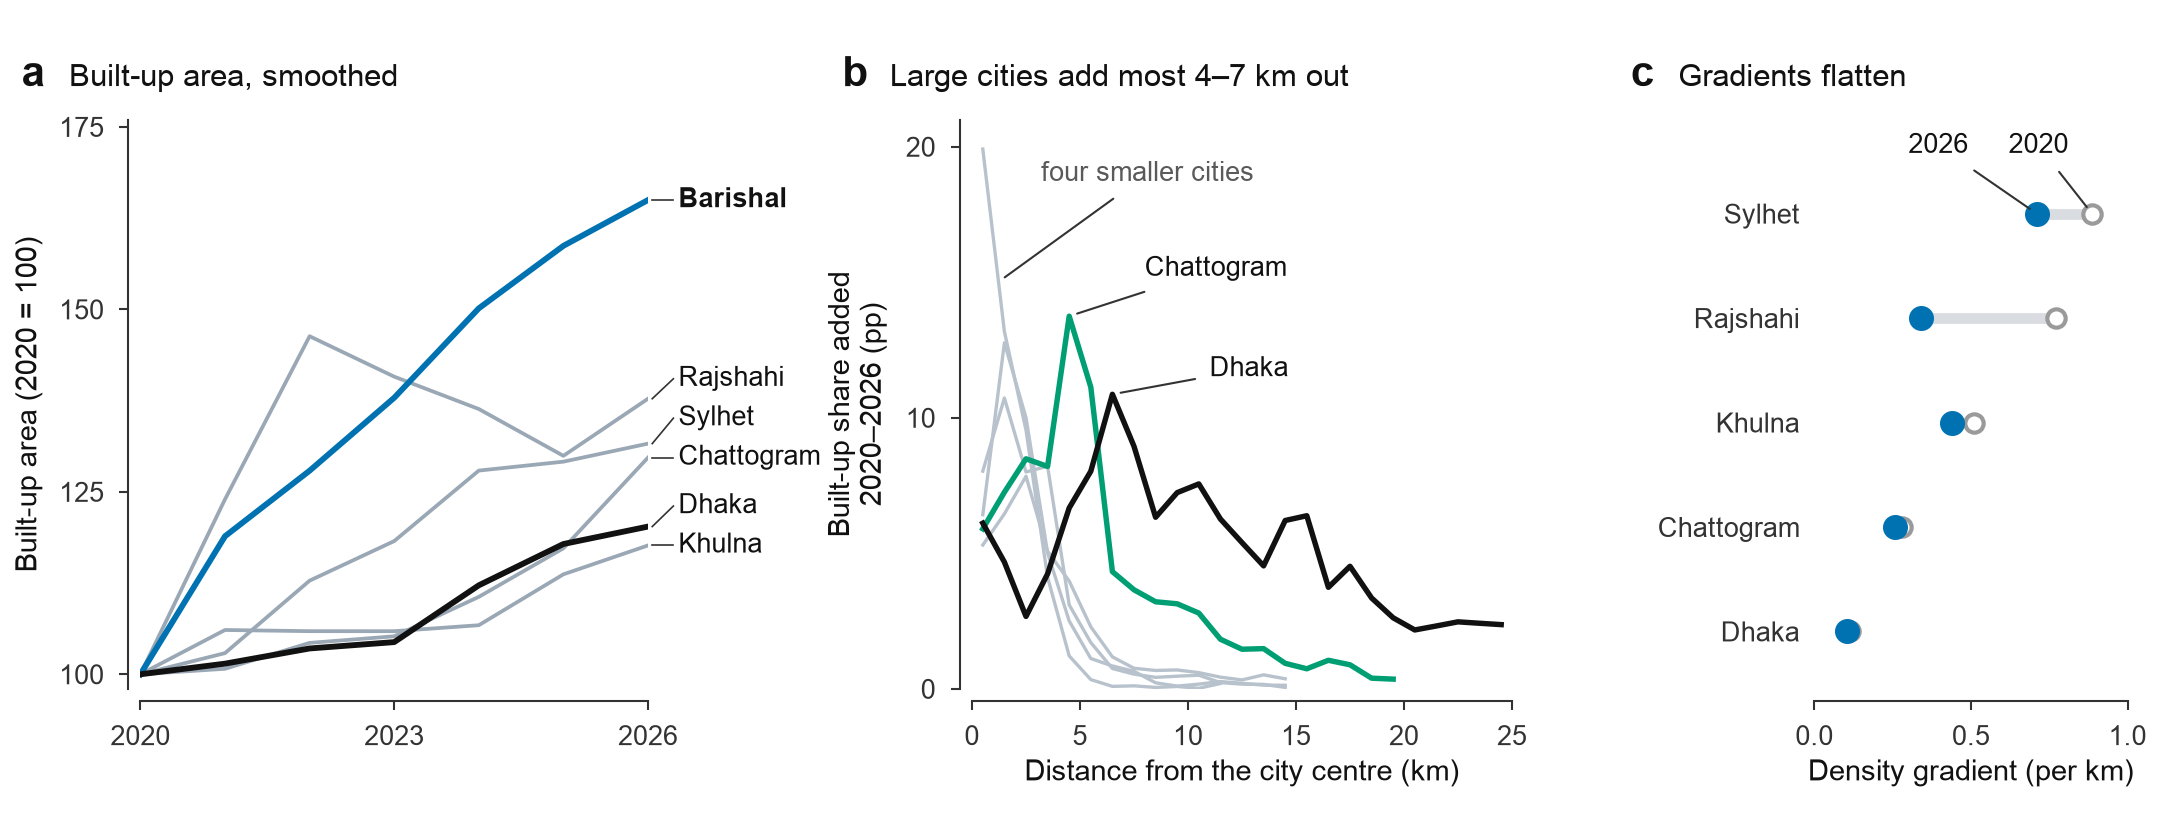 a Built-up area, smoothed
Built-up area (2020 = 100)
175
150
125
100
2020
2023
2026
Barishal
Rajshahi
Sylhet
Chattogram
Dhaka
Khulna
b Large cities add most 4–7 km out
Built-up share added
2020–2026 (pp)
20
10
0
four smaller cities
Chattogram
Dhaka
0
5
10
15
20
25
Distance from the city centre (km)
c Gradients flatten
2026
2020
Sylhet
Rajshahi
Khulna
Chattogram
Dhaka
0.0
0.5
1.0
Density gradient (per km)